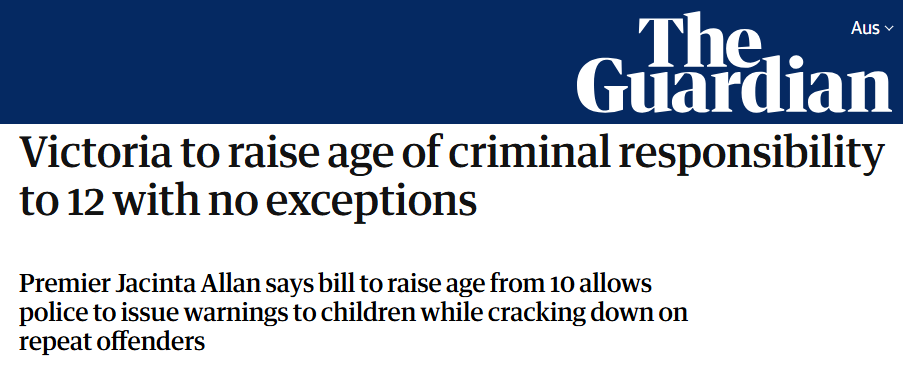 The
Guardian
Aus
Victoria to raise age of criminal responsibility
to 12 with no exceptions
Premier Jacinta Allan says bill to raise age from 10 allows
police to issue warnings to children while cracking down on
repeat offenders